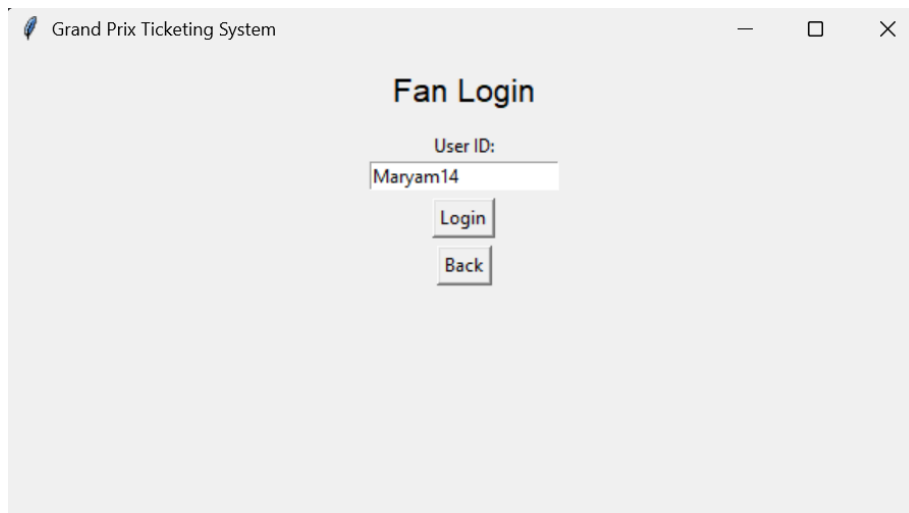 Grand Prix Ticketing System
Fan Login
User ID:
Maryam14
Login
Back